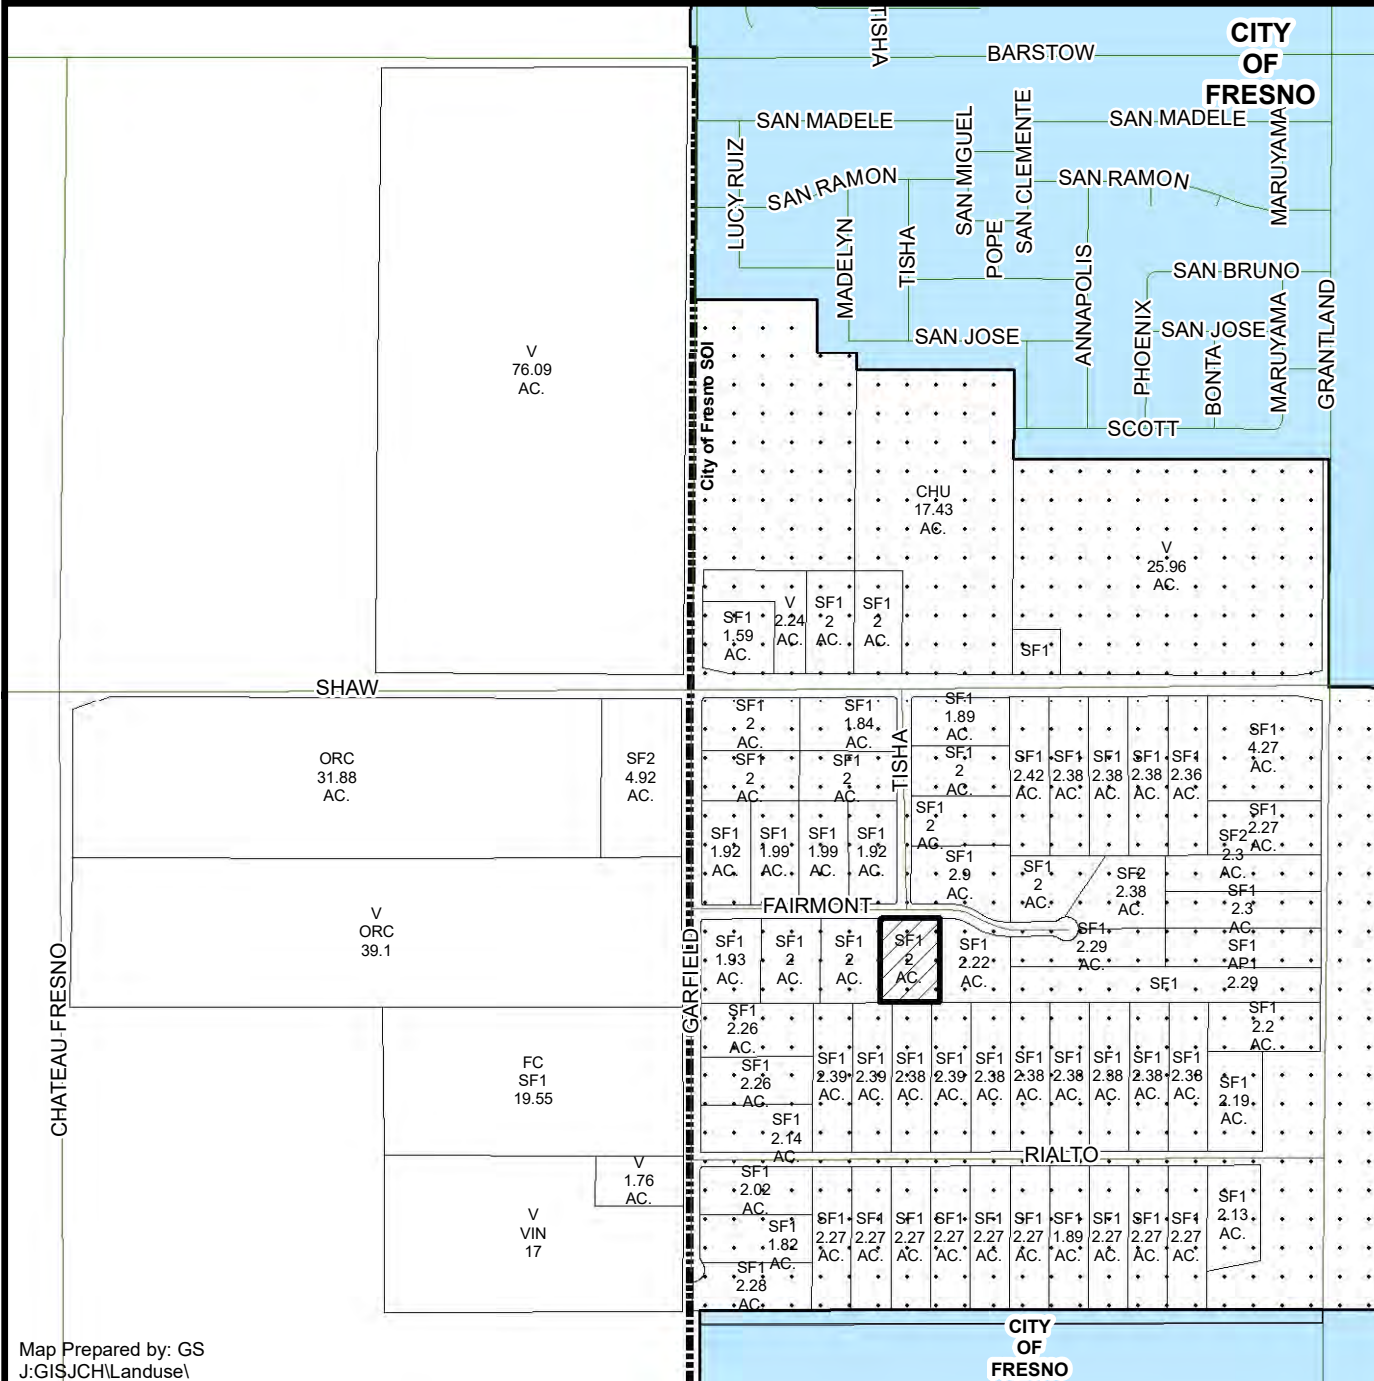 TISHA
BARSTOW
CITY
OF
FRESNO
SAN MADELE
SAN MADELE
LUCY RUIZ
SAN RAMON
SAN MIGUEL
SAN CLEMENTE
SAN RAMON
MARUYAMA
MADELYN
TISHA
POPE
ANNAPOLIS
SAN BRUNO
SAN JOSE
PHOENIX
SAN JOSE
BONTA
MARUYAMA
GRANTLAND
SCOTT
City of Fresno SOI
V
76.09
AC.
CHU
17.43
AC.
V
25.96
AC.
SF1
1.59
AC.
V
2.24
AC.
SF1
2
AC.
SF1
2
AC.
SF1
SHAW
ORC
31.88
AC.
SF2
4.92
AC.
SF1
2
AC.
SF1
1.84
AC.
SF1
2
AC.
SF1
2
AC.
SF1
1.92
AC.
SF1
1.99
AC.
SF1
1.99
AC.
SF1
1.92
AC.
TISHA
SF1
1.89
AC.
SF1
2
AC.
SF1
2
AC.
SF1
2.9
AC.
SF1
2.42
AC.
SF1
2.38
AC.
SF1
2.38
AC.
SF1
2.38
AC.
SF1
2.36
AC.
SF1
4.27
AC.
SF1
2.27
AC.
SF2
2.3
AC.
SF1
2
AC.
SF2
2.38
AC.
SF1
2.3
AC.
FAIRMONT
V
ORC
39.1
CHATEAU FRESNO
GARFIELD
SF1
1.93
AC.
SF1
2
AC.
SF1
2
AC.
SF1
2
AC.
SF1
2.22
AC.
SF1
2.29
AC.
SF1
AP1
2.29
SF1
SF1
2.2
AC.
FC
SF1
19.55
SF1
2.26
AC.
SF1
2.26
AC.
SF1
2.14
AC.
SF1
2.39
AC.
SF1
2.39
AC.
SF1
2.38
AC.
SF1
2.39
AC.
SF1
2.38
AC.
SF1
2.38
AC.
SF1
2.38
AC.
SF1
2.38
AC.
SF1
2.38
AC.
SF1
2.38
AC.
SF1
2.19
AC.
RIALTO
V
1.76
AC.
V
VIN
17
SF1
2.02
AC.
SF1
1.82
AC.
SF1
2.28
AC.
SF1
2.27
AC.
SF1
2.27
AC.
SF1
2.27
AC.
SF1
2.27
AC.
SF1
2.27
AC.
SF1
2.27
AC.
SF1
1.89
AC.
SF1
2.27
AC.
SF1
2.27
AC.
SF1
2.27
AC.
SF1
2.13
AC.
CITY
OF
FRESNO
Map Prepared by: GS
J:GISJCH\Landuse\